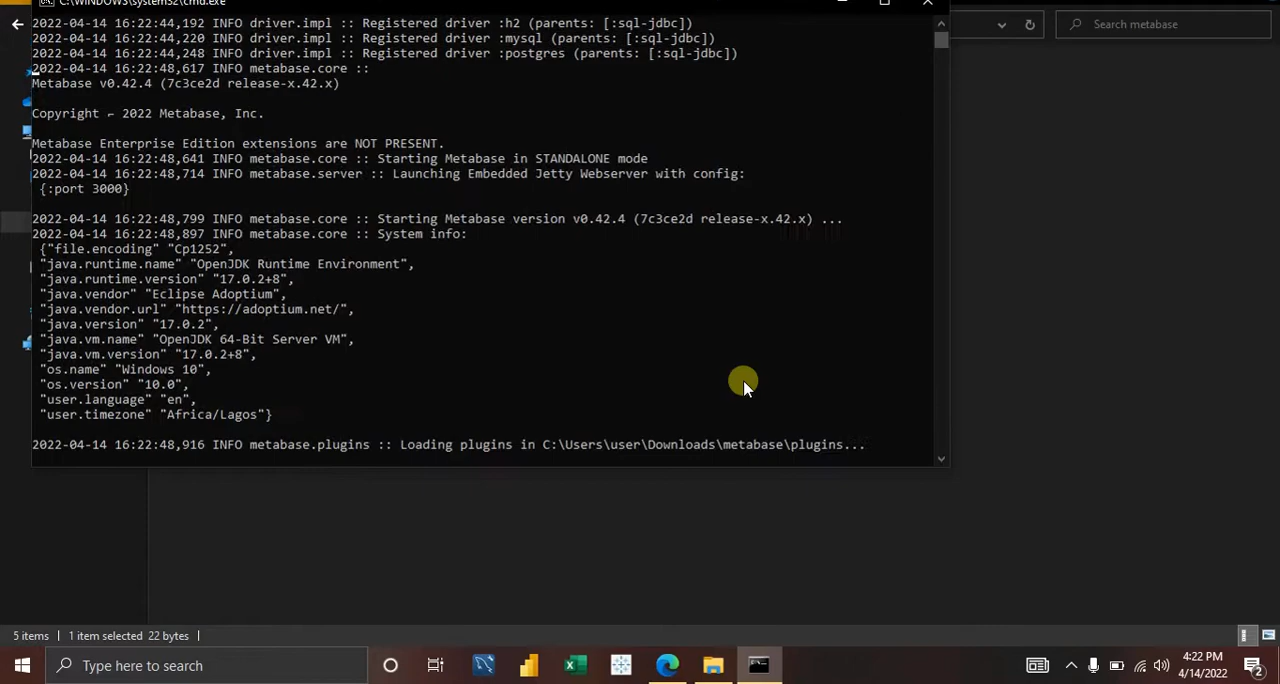 C:\WINDOWS\system32\cmd.exe
2022-04-14 16:22:44,192 INFO driver.impl :: Registered driver :h2 (parents: [:sql-jdbc])
2022-04-14 16:22:44,220 INFO driver.impl :: Registered driver :mysql (parents: [:sql-jdbc])
2022-04-14 16:22:44,248 INFO driver.impl :: Registered driver :postgres (parents: [:sql-jdbc])
2022-04-14 16:22:48,617 INFO metabase.core ::
Metabase v0.42.4 (7c3ce2d release-x.42.x)
Copyright ⌐ 2022 Metabase, Inc.
Metabase Enterprise Edition extensions are NOT PRESENT.
2022-04-14 16:22:48,641 INFO metabase.core :: Starting Metabase in STANDALONE mode
2022-04-14 16:22:48,714 INFO metabase.server :: Launching Embedded Jetty Webserver with config:
{:port 3000}
2022-04-14 16:22:48,799 INFO metabase.core :: Starting Metabase version v0.42.4 (7c3ce2d release-x.42.x) ...
2022-04-14 16:22:48,897 INFO metabase.core :: System info:
{"file.encoding" "Cp1252",
"java.runtime.name" "OpenJDK Runtime Environment",
"java.runtime.version" "17.0.2+8",
"java.vendor" "Eclipse Adoptium",
"java.vendor.url" "https://adoptium.net/",
"java.version" "17.0.2",
"java.vm.name" "OpenJDK 64-Bit Server VM",
"java.vm.version" "17.0.2+8",
"os.name" "Windows 10",
"os.version" "10.0",
"user.language" "en",
"user.timezone" "Africa/Lagos"}
2022-04-14 16:22:48,916 INFO metabase.plugins :: Loading plugins in C:\Users\user\Downloads\metabase\plugins...
Search metabase
5 items 1 item selected 22 bytes
Type here to search
4:22 PM
4/14/2022
2